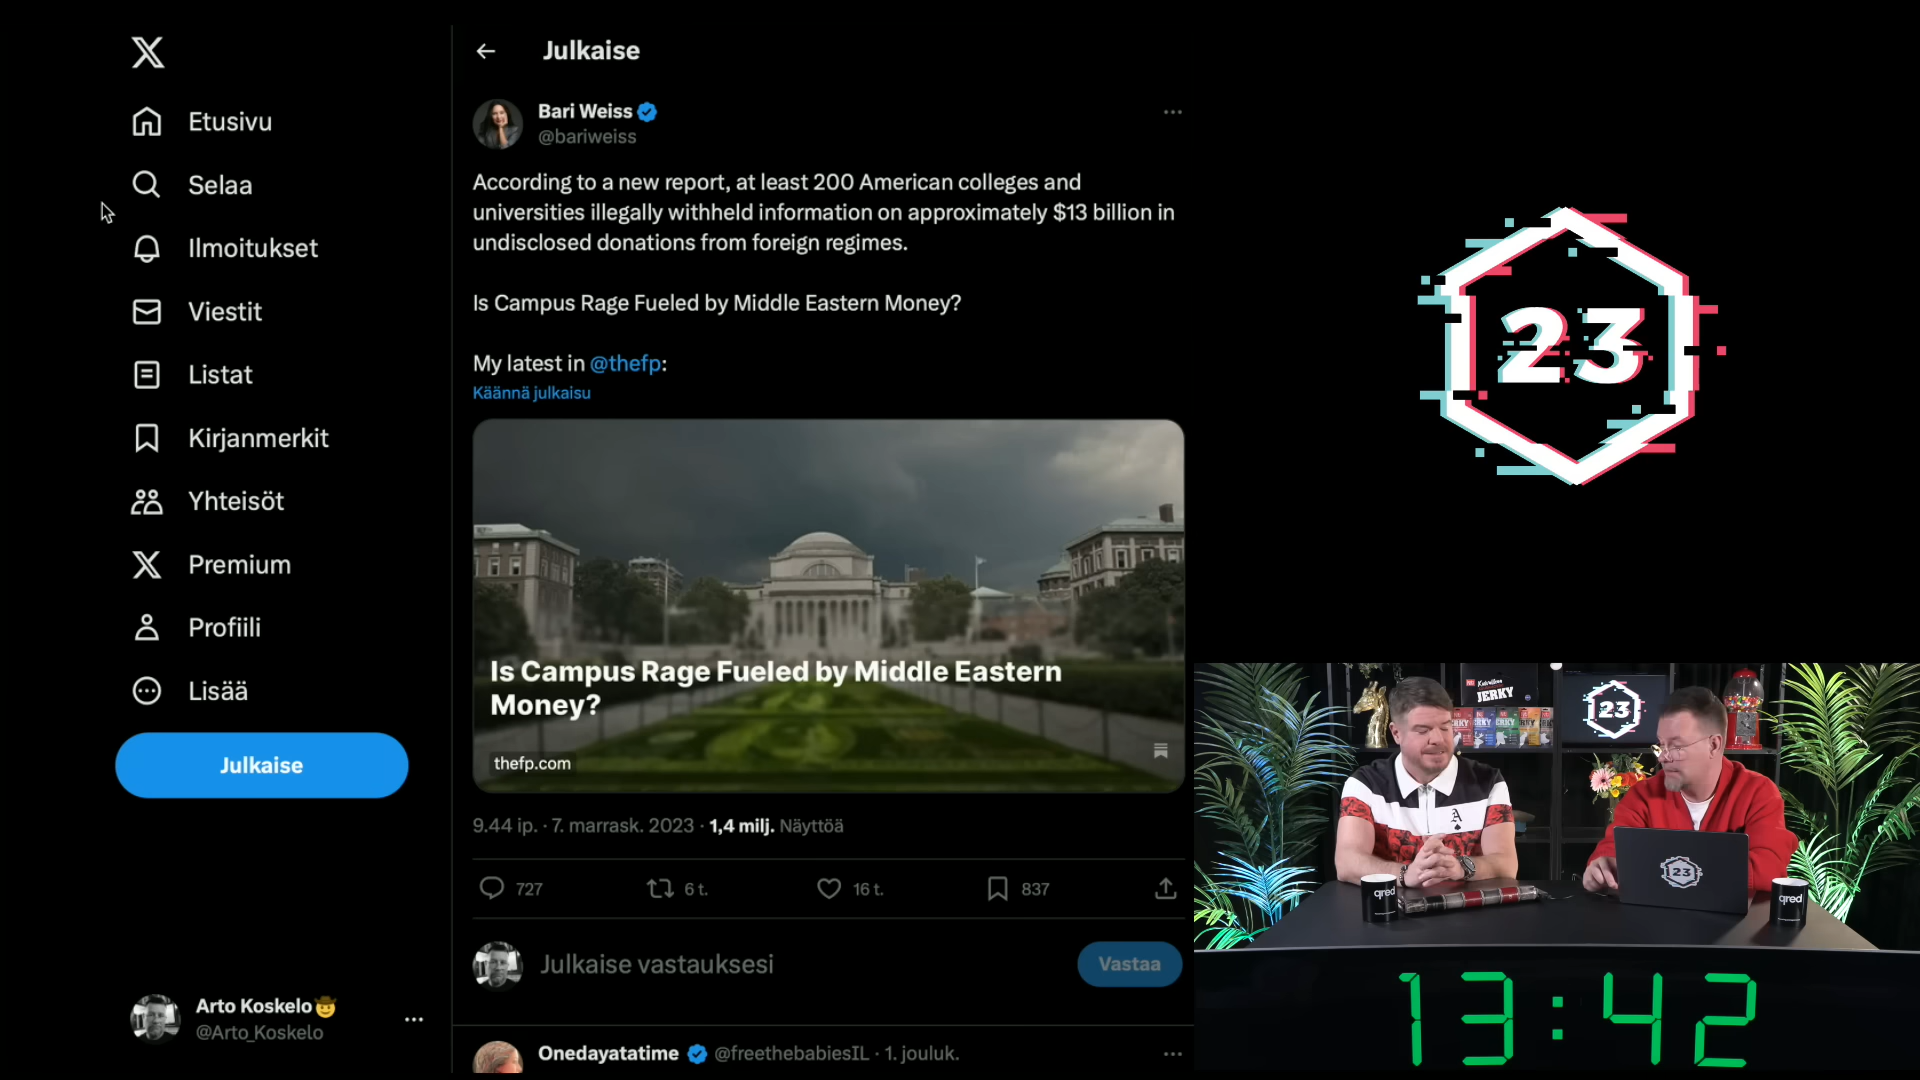 X
Etusivu
Selaa
Ilmoitukset
Viestit
Listat
Kirjanmerkit
Yhteisöt
Premium
Profiili
Lisää
Julkaise
Arto Koskelo🤠
@Arto_Koskelo
Julkaise
Bari Weiss
@bariweiss
According to a new report, at least 200 American colleges and
universities illegally withheld information on approximately $13 billion in
undisclosed donations from foreign regimes.
Is Campus Rage Fueled by Middle Eastern Money?
My latest in @thefp:
Käännä julkaisu
Is Campus Rage Fueled by Middle Eastern
Money?
thefp.com
9.44 ip. · 7. marrask. 2023 · 1,4 milj. Näyttöä
727
6 t.
16 t.
837
Julkaise vastauksesi
Vastaa
Onedayatatime @freethebabiesIL · 1. jouluk.
23
JERKY
JERKY
JERKY
23
A
23
qred
qred
13:42